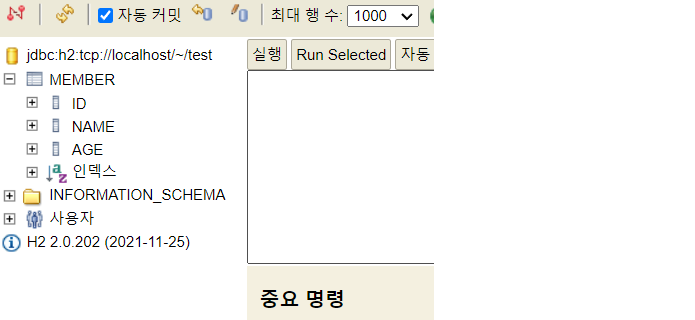 자동 커밋 최대 행 수: 1000
jdbc:h2:tcp://localhost/~/test
MEMBER
ID
NAME
AGE
인덱스
INFORMATION_SCHEMA
사용자
H2 2.0.202 (2021-11-25)
실행 Run Selected 자동
중요 명령